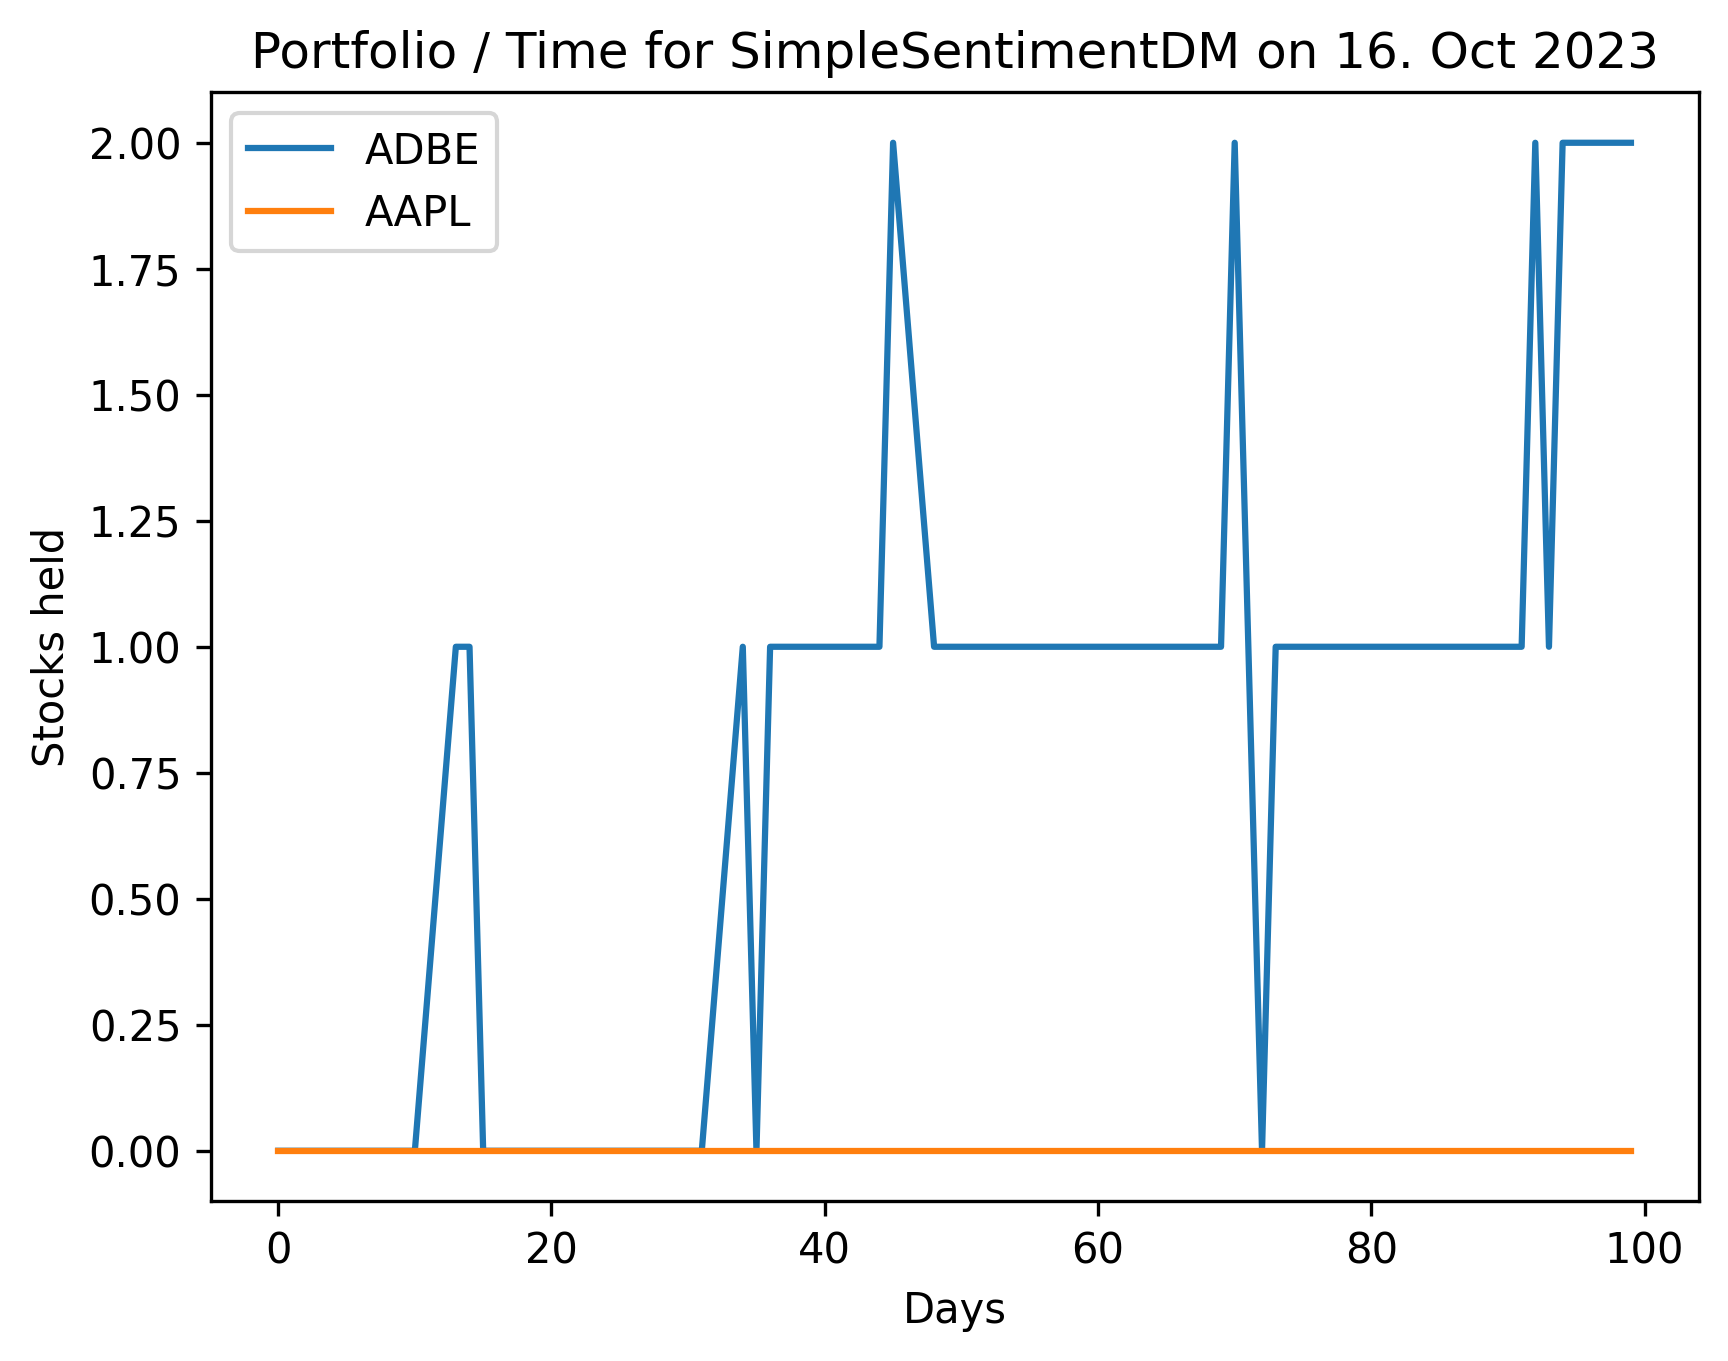 Portfolio / Time for SimpleSentimentDM on 16. Oct 2023
ADBE
AAPL
Stocks held
2.00
1.75
1.50
1.25
1.00
0.75
0.50
0.25
0.00
0 20 40 60 80 100
Days